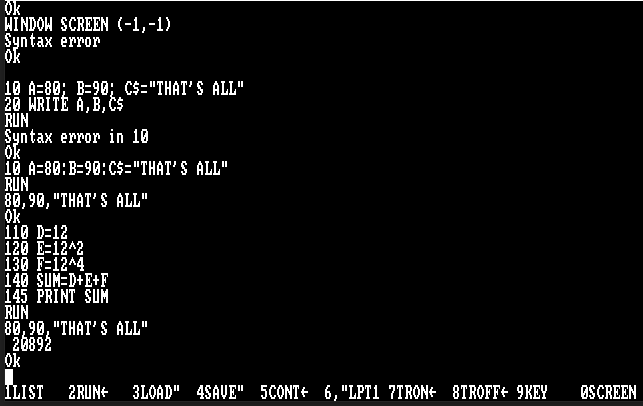 Ok
WINDOW SCREEN (-1,-1)
Syntax error
Ok
10 A=80; B=90; C$="THAT'S ALL"
20 WRITE A,B,C$
RUN
Syntax error in 10
Ok
10 A=80:B=90:C$="THAT'S ALL"
RUN
80,90,"THAT'S ALL"
Ok
110 D=12
120 E=12^2
130 F=12^4
140 SUM=D+E+F
145 PRINT SUM
RUN
80,90,"THAT'S ALL"
 20892
Ok
1LIST   2RUN←   3LOAD"  4SAVE"  5CONT←  6,"LPT1 7TRON←  8TROFF← 9KEY    0SCREEN